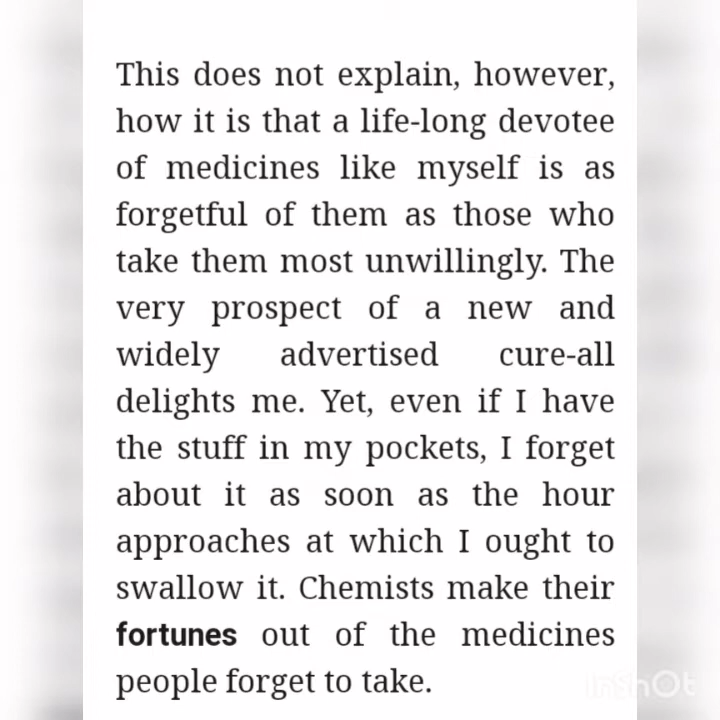 This does not explain, however,
how it is that a life-long devotee
of medicines like myself is as
forgetful of them as those who
take them most unwillingly. The
very prospect of a new and
widely advertised cure-all
delights me. Yet, even if I have
the stuff in my pockets, I forget
about it as soon as the hour
approaches at which I ought to
swallow it. Chemists make their
fortunes out of the medicines
people forget to take.
InShOt